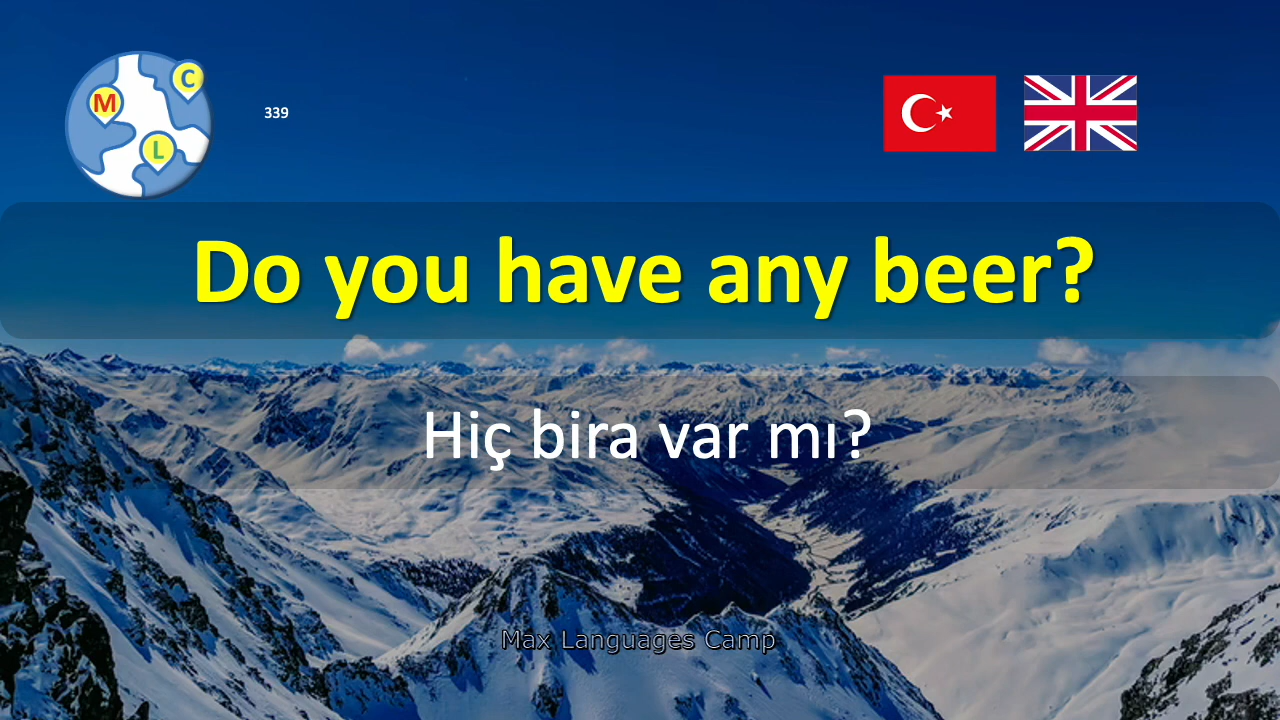 M
C
L
339
Do you have any beer?
Hiç bira var mı?
Max Languages Camp